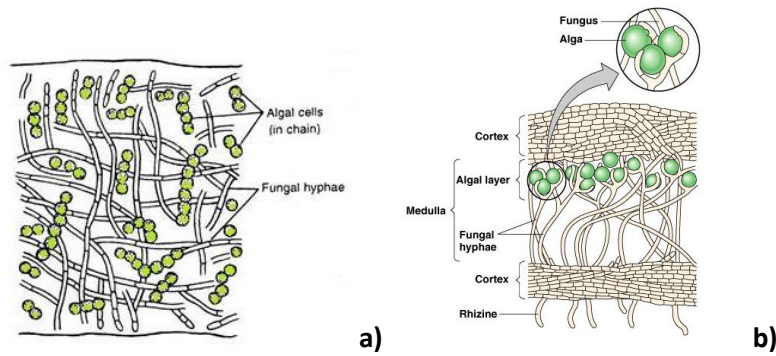 Algal cells
(in chain)
Fungal hyphae
a)
Fungus
Alga
Cortex
Algal layer
Medulla
Fungal
hyphae
Cortex
Rhizine
b)